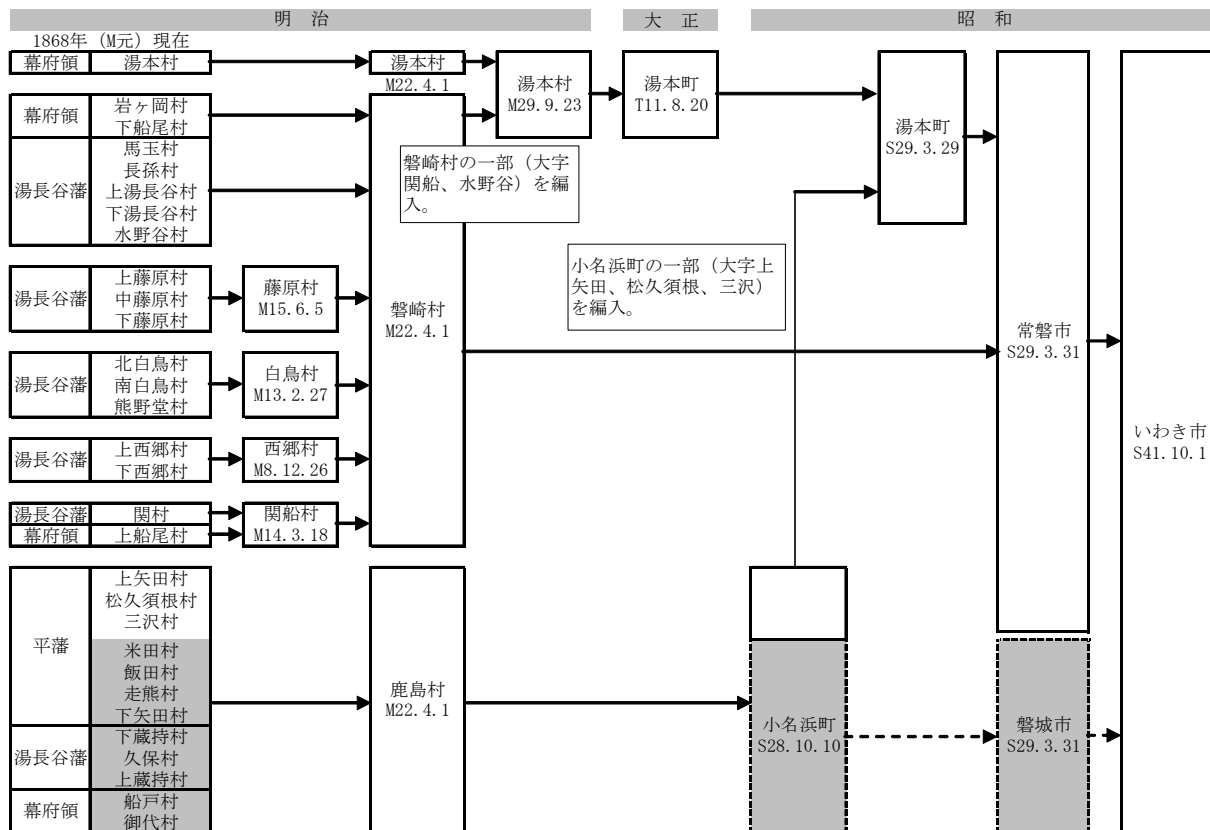 明　治
大　正
昭　和
1868年（M元）現在
幕府領
湯本村
湯本村
M22.4.1
湯本村
M29.9.23
湯本町
T11.8.20
湯本町
S29.3.29
幕府領
岩ヶ岡村
下船尾村
湯長谷藩
馬玉村
長孫村
上湯長谷村
下湯長谷村
水野谷村
磐崎村の一部（大字
関船、水野谷）を編
入。
湯長谷藩
上藤原村
中藤原村
下藤原村
藤原村
M15.6.5
磐崎村
M22.4.1
小名浜町の一部（大字上
矢田、松久須根、三沢）
を編入。
常磐市
S29.3.31
湯長谷藩
北白鳥村
南白鳥村
熊野堂村
白鳥村
M13.2.27
いわき市
S41.10.1
湯長谷藩
上西郷村
下西郷村
西郷村
M8.12.26
湯長谷藩
関村
幕府領
上船尾村
関船村
M14.3.18
平藩
上矢田村
松久須根村
三沢村
米田村
飯田村
走熊村
下矢田村
湯長谷藩
下蔵持村
久保村
上蔵持村
幕府領
船戸村
御代村
鹿島村
M22.4.1
小名浜町
S28.10.10
磐城市
S29.3.31